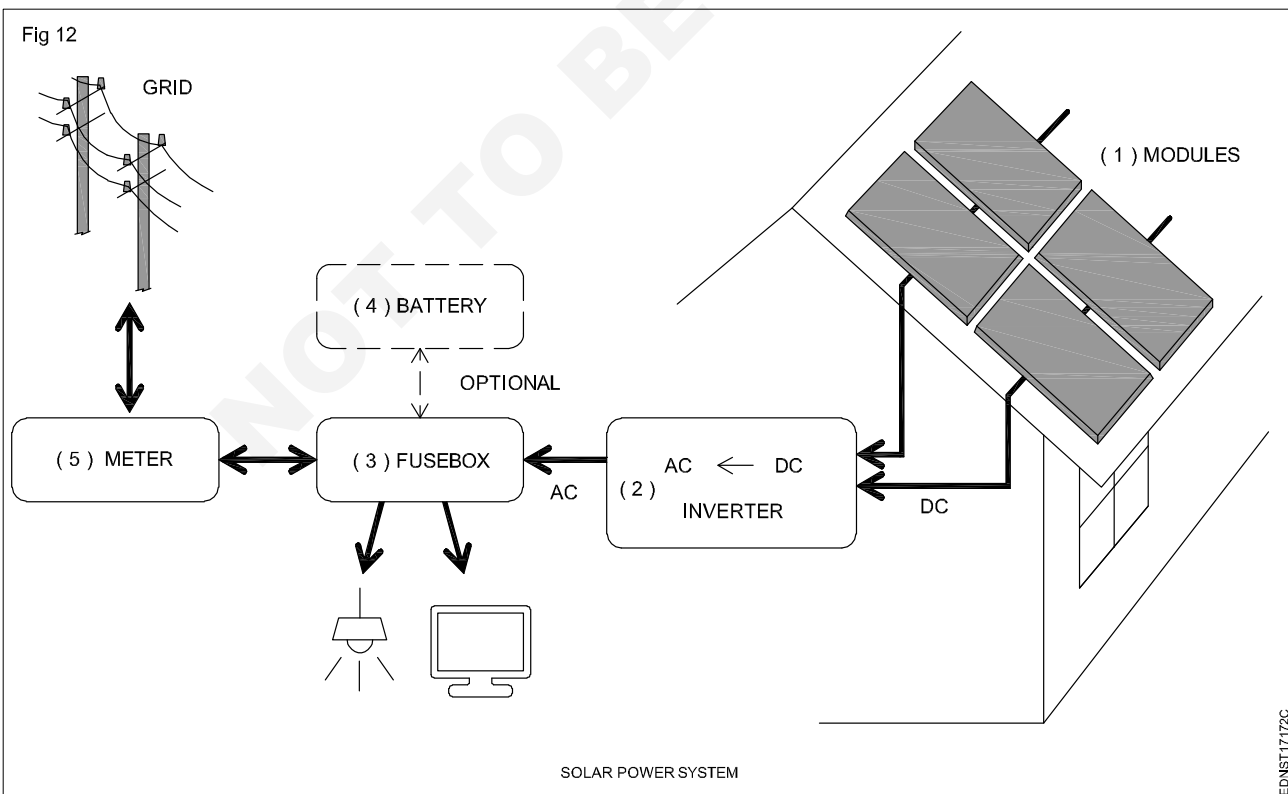 Fig 12
GRID
( 1 ) MODULES
( 4 ) BATTERY
OPTIONAL
( 5 ) METER
( 3 ) FUSEBOX
AC
( 2 )
AC ← DC
INVERTER
DC
SOLAR POWER SYSTEM
EDNST17172C
NOT TO BE